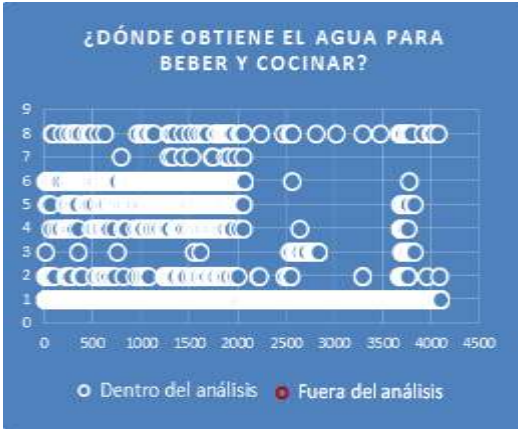 ¿DÓNDE OBTIENE EL AGUA PARA
BEBER Y COCINAR?
9
8
7
6
5
4
3
2
1
0
0 500 1000 1500 2000 2500 3000 3500 4000 4500
Dentro del análisis Fuera del análisis